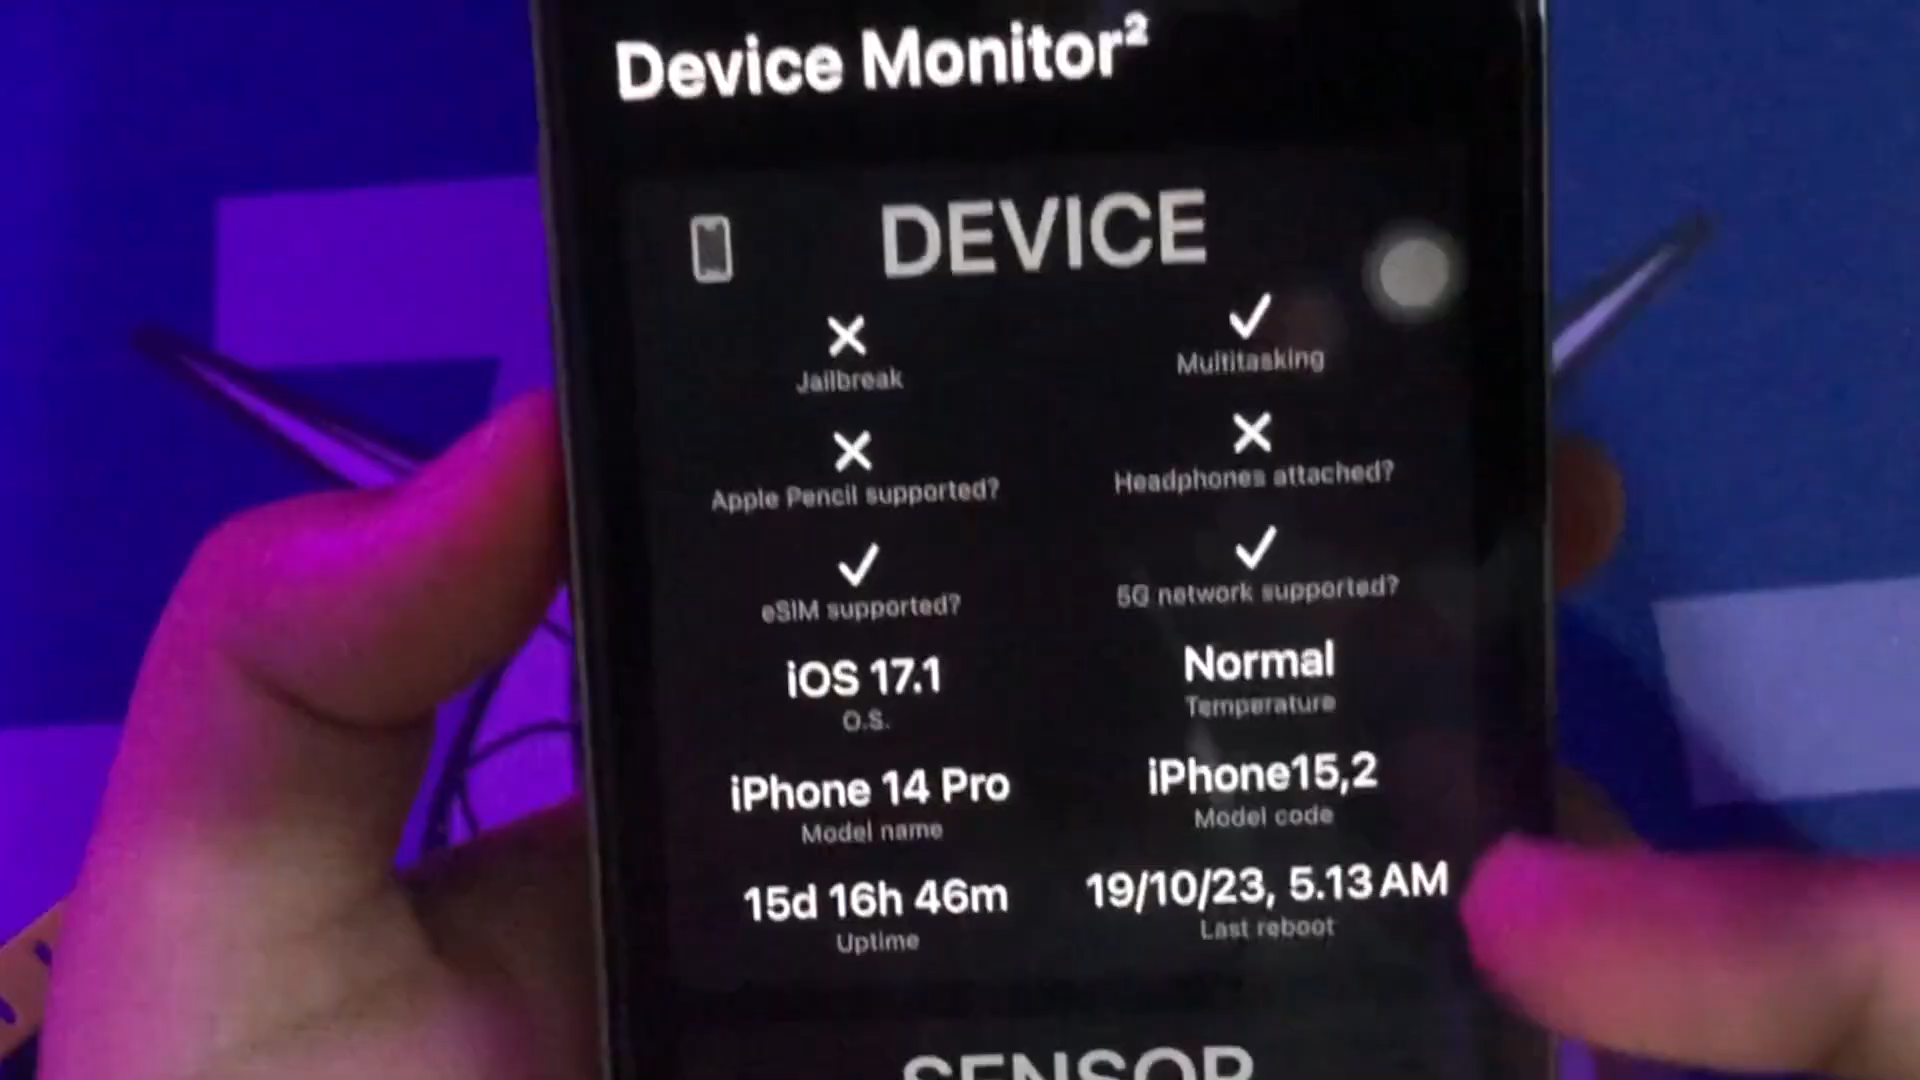 Device Monitor²
DEVICE
Jailbreak
Multitasking
Apple Pencil supported?
Headphones attached?
eSIM supported?
5G network supported?
iOS 17.1
O.S.
Normal
Temperature
iPhone 14 Pro
Model name
iPhone15,2
Model code
15d 16h 46m
Uptime
19/10/23, 5.13 AM
Last reboot
SENSOR